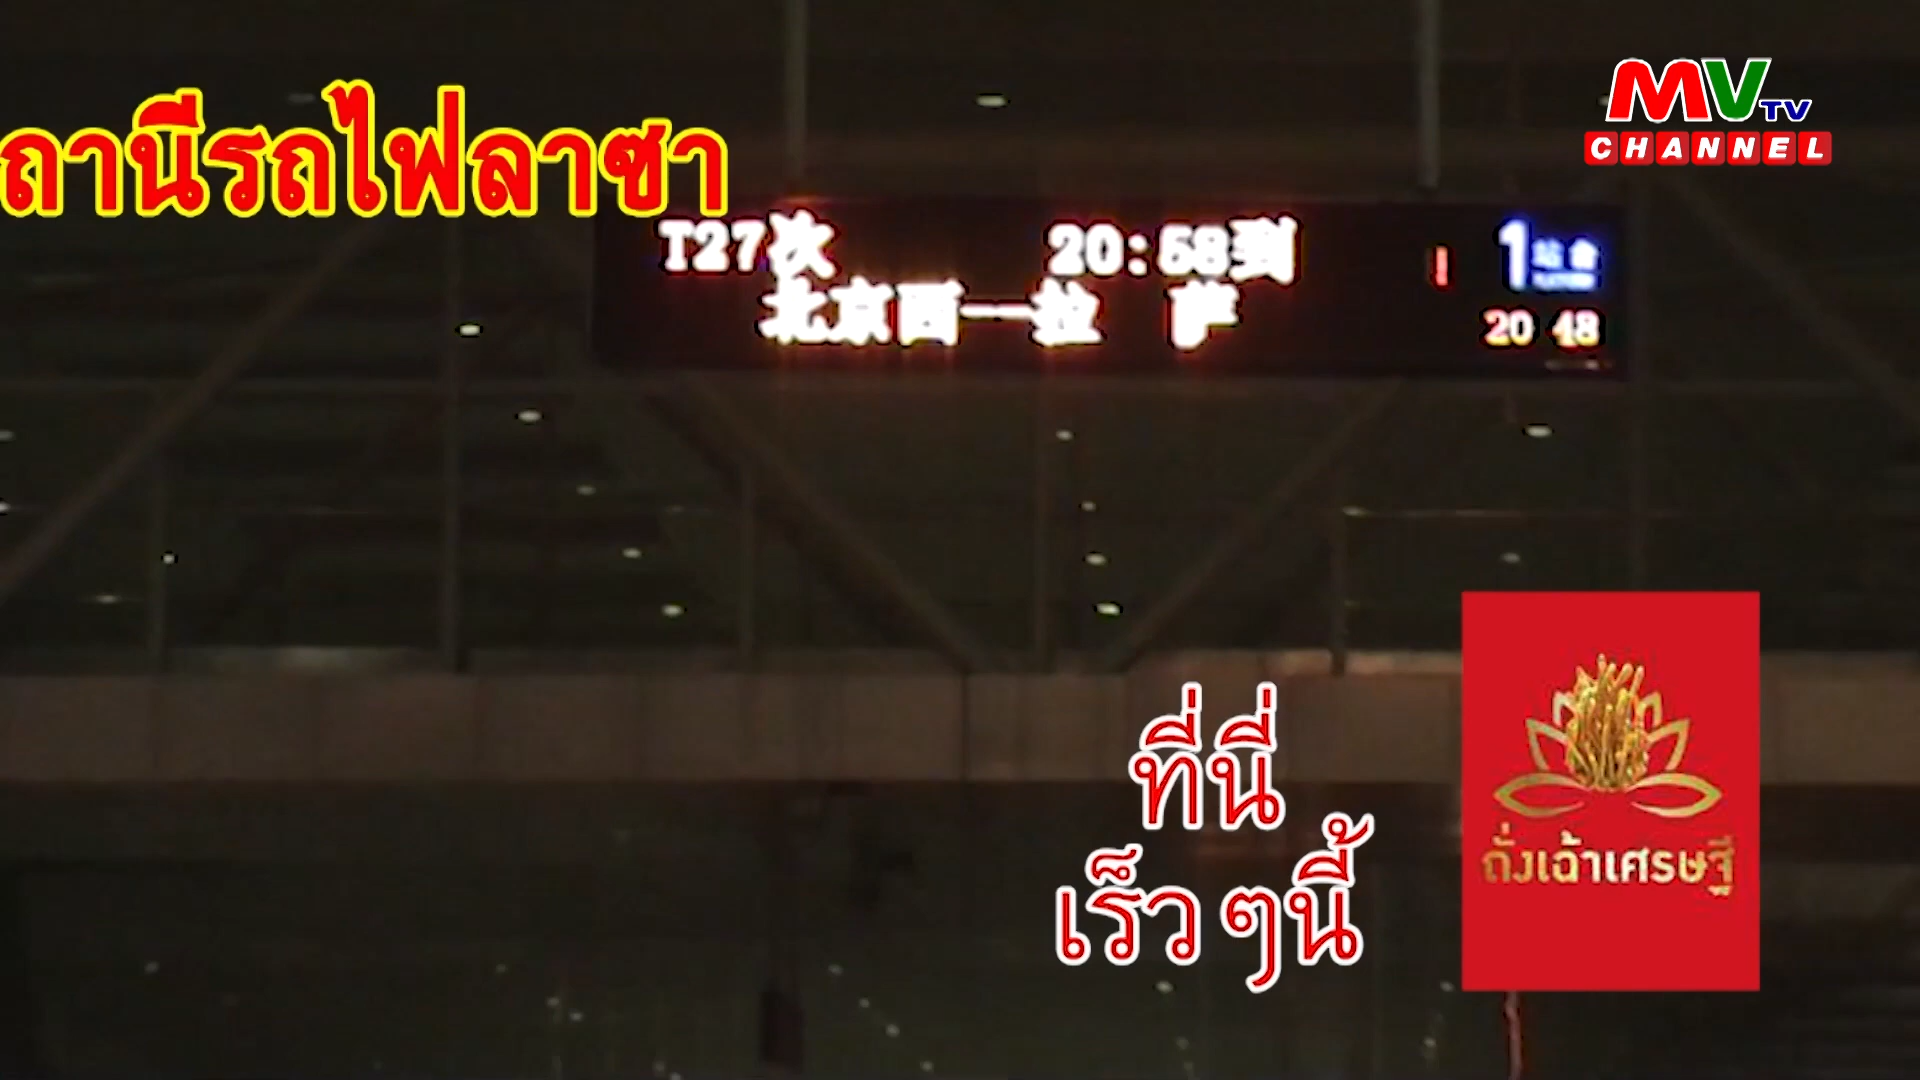 MV TV
CHANNEL
ถานีรถไฟลาซา
T27次 20:58到
北京西--拉 萨
1 站台
20 48
ที่นี่
เร็วๆนี้
ถั่งเฉ้าเศรษฐี